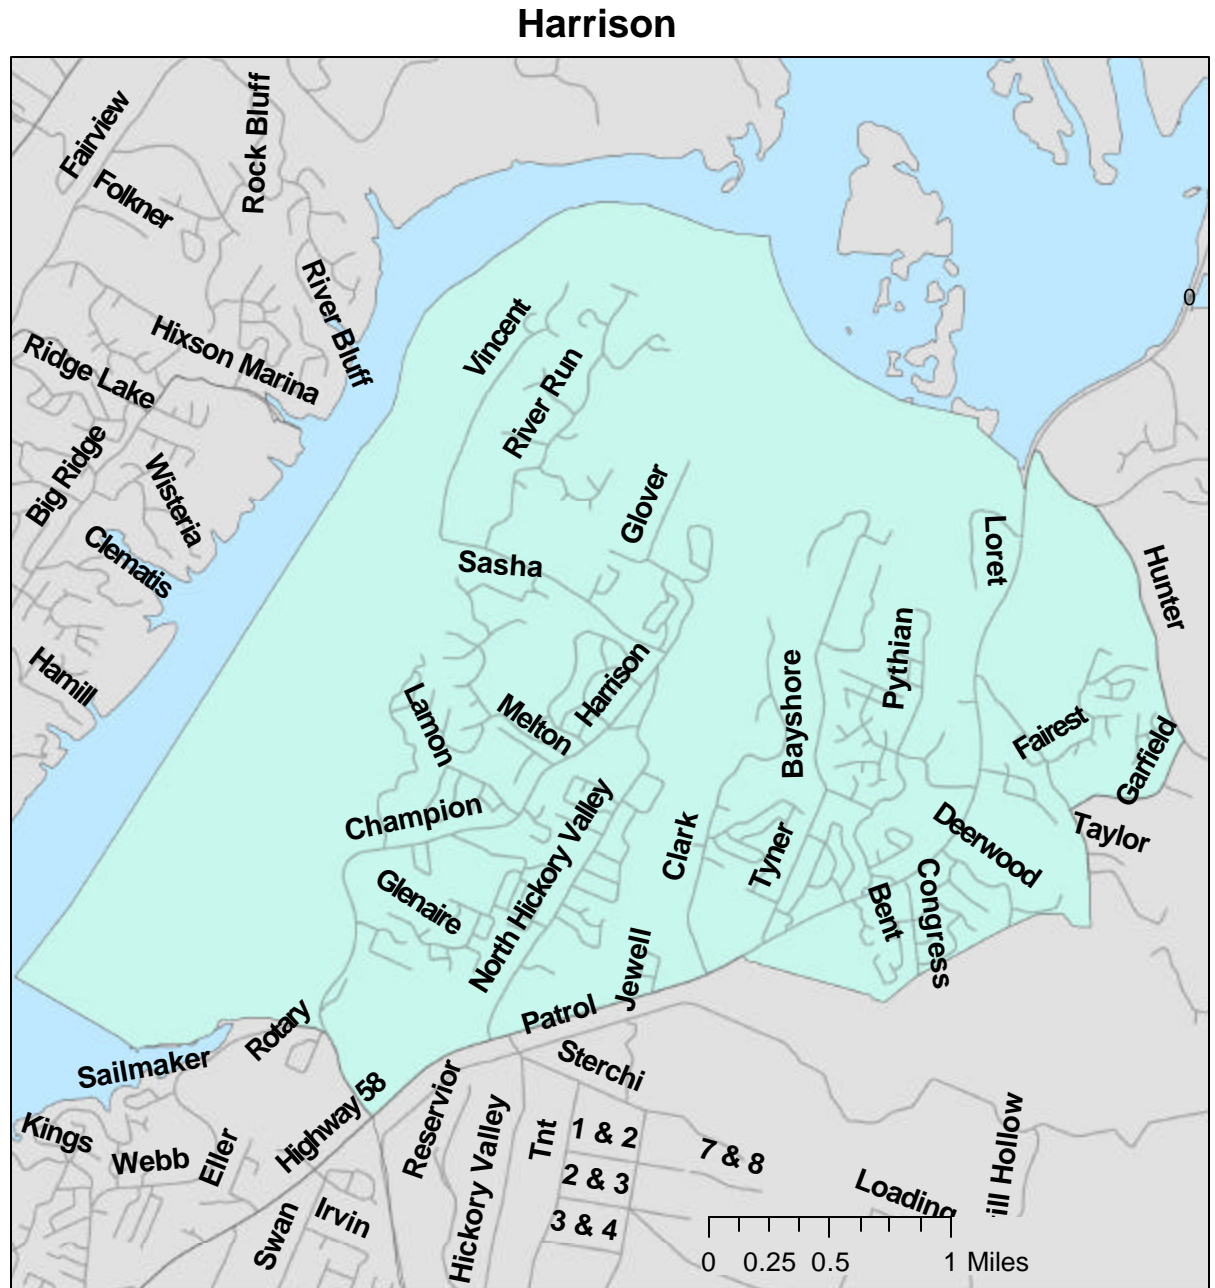 Harrison
Fairview
Rock Bluff
Folkner
River Bluff
0
Hixson Marina
Vincent
Ridge Lake
River Run
Big Ridge
Wisteria
Glover
Clematis
Sasha
Loret
Hunter
Hamill
Lamon
Melton
Harrison
Bayshore
Pythian
Fairest
Garfield
Champion
North Hickory Valley
Clark
Tyner
Deerwood
Taylor
Glenaire
Bent
Congress
Jewell
Patrol
Rotary
Sailmaker
Sterchi
Highway 58
Reservior
Kings
Webb
Eller
Hickory Valley
Tnt
1 & 2
7 & 8
2 & 3
3 & 4
Loading
ill Hollow
Swan
Irvin
0 0.25 0.5 1 Miles